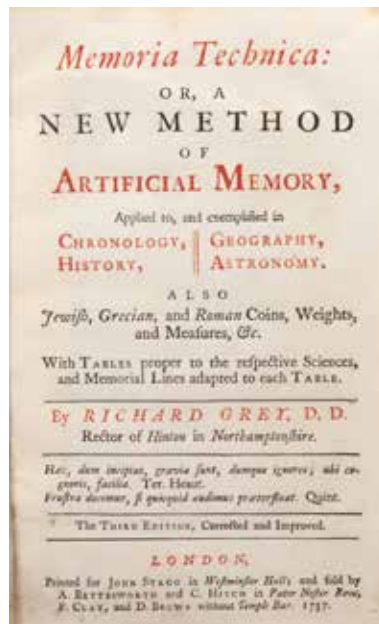 Memoria Technica:
OR, A
NEW METHOD
OF
ARTIFICIAL MEMORY,
Applied to, and exemplified in
CHRONOLOGY, GEOGRAPHY,
HISTORY, ASTRONOMY.
ALSO
Jewiſh, Grecian, and Roman Coins, Weights,
and Meaſures, &c.
With TABLES proper to the reſpective Sciences,
and Memorial Lines adapted to each TABLE.
By RICHARD GREY, D. D.
Rector of Hinton in Northamptonſhire.
Hæc, dum incipias, gravia ſunt, dumque ignores; ubi co-
gnoris, facilia. Ter. Heaut.
Fruſtra docemur, ſi quicquid audimus præterfluat. Quint.
The THIRD EDITION, Corrected and Improved.
LONDON,
Printed for JOHN STAGG in Weſtminſter Hall; and ſold by
A. BETTESWORTH and C. HITCH in Pater Noſter Row,
R. CLAY, and D. BROWN without Temple Bar. 1737.